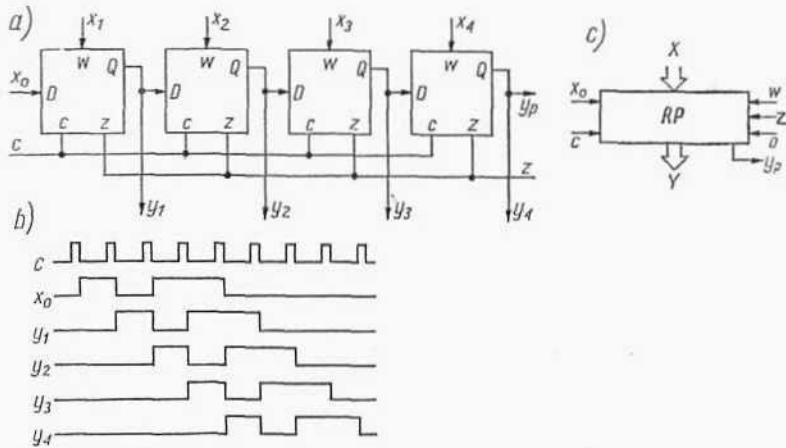 a)
x₁ x₂ x₃ x₄
x₀ D W Q C Z D W Q C Z D W Q C Z D W Q C Z yₚ
C Z
y₁ y₂ y₃ y₄
c)
X
x₀ RP W
Z
C O
Y yₚ
b)
C
x₀
y₁
y₂
y₃
y₄